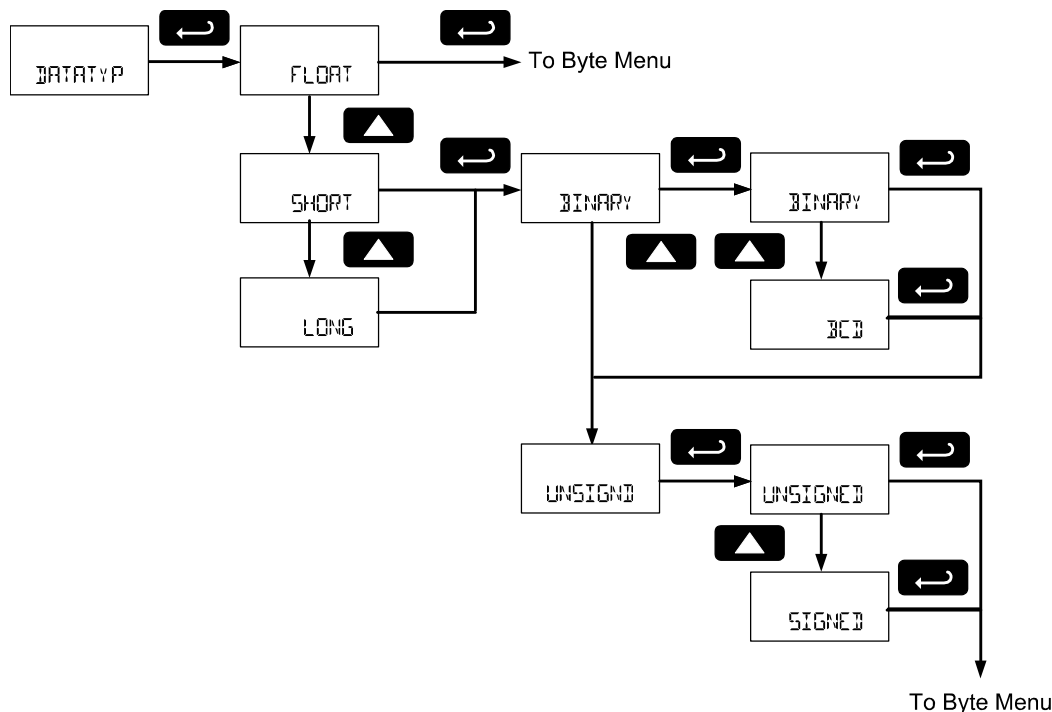 DATATYP
FLOAT
To Byte Menu
SHORT
BINARY
BINARY
LONG
BCD
UNSIGND
UNSIGNED
SIGNED
To Byte Menu